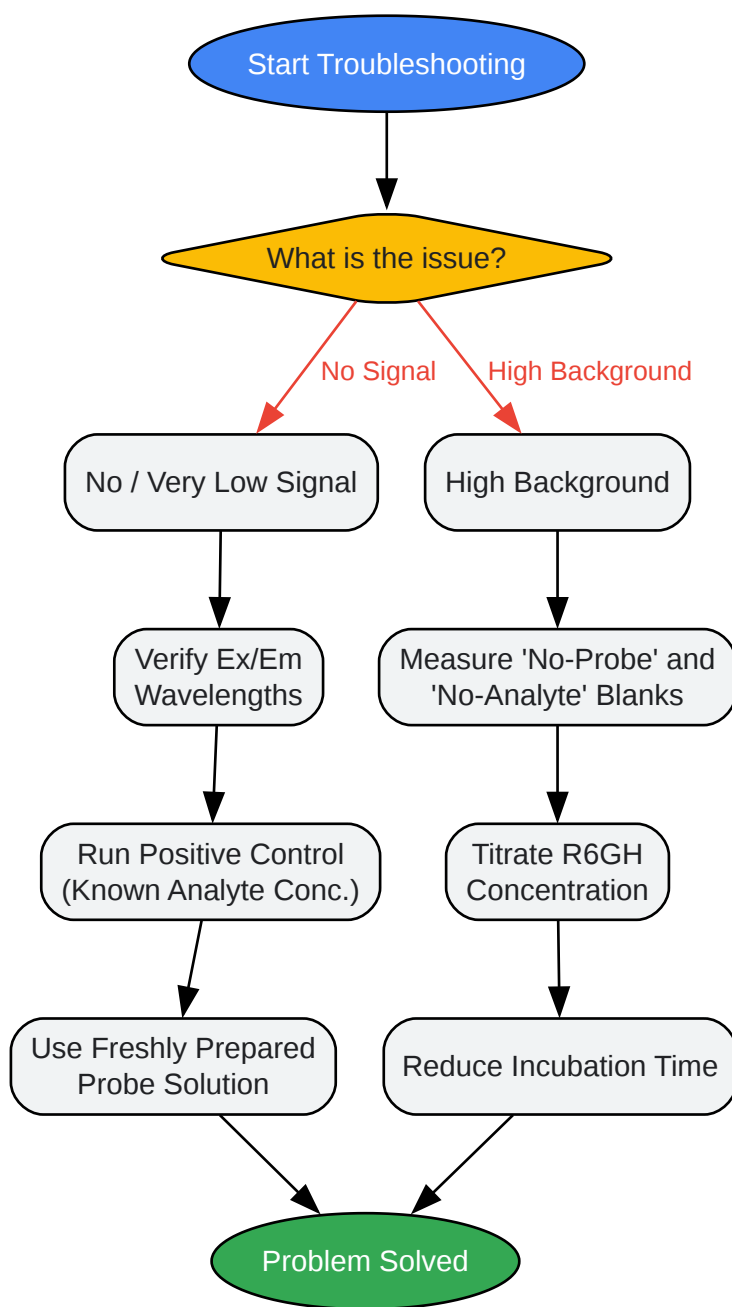 Start Troubleshooting
What is the issue?
No Signal
High Background
No / Very Low Signal
High Background
Verify Ex/Em
Wavelengths
Measure 'No-Probe' and
'No-Analyte' Blanks
Run Positive Control
(Known Analyte Conc.)
Titrate R6GH
Concentration
Use Freshly Prepared
Probe Solution
Reduce Incubation Time
Problem Solved